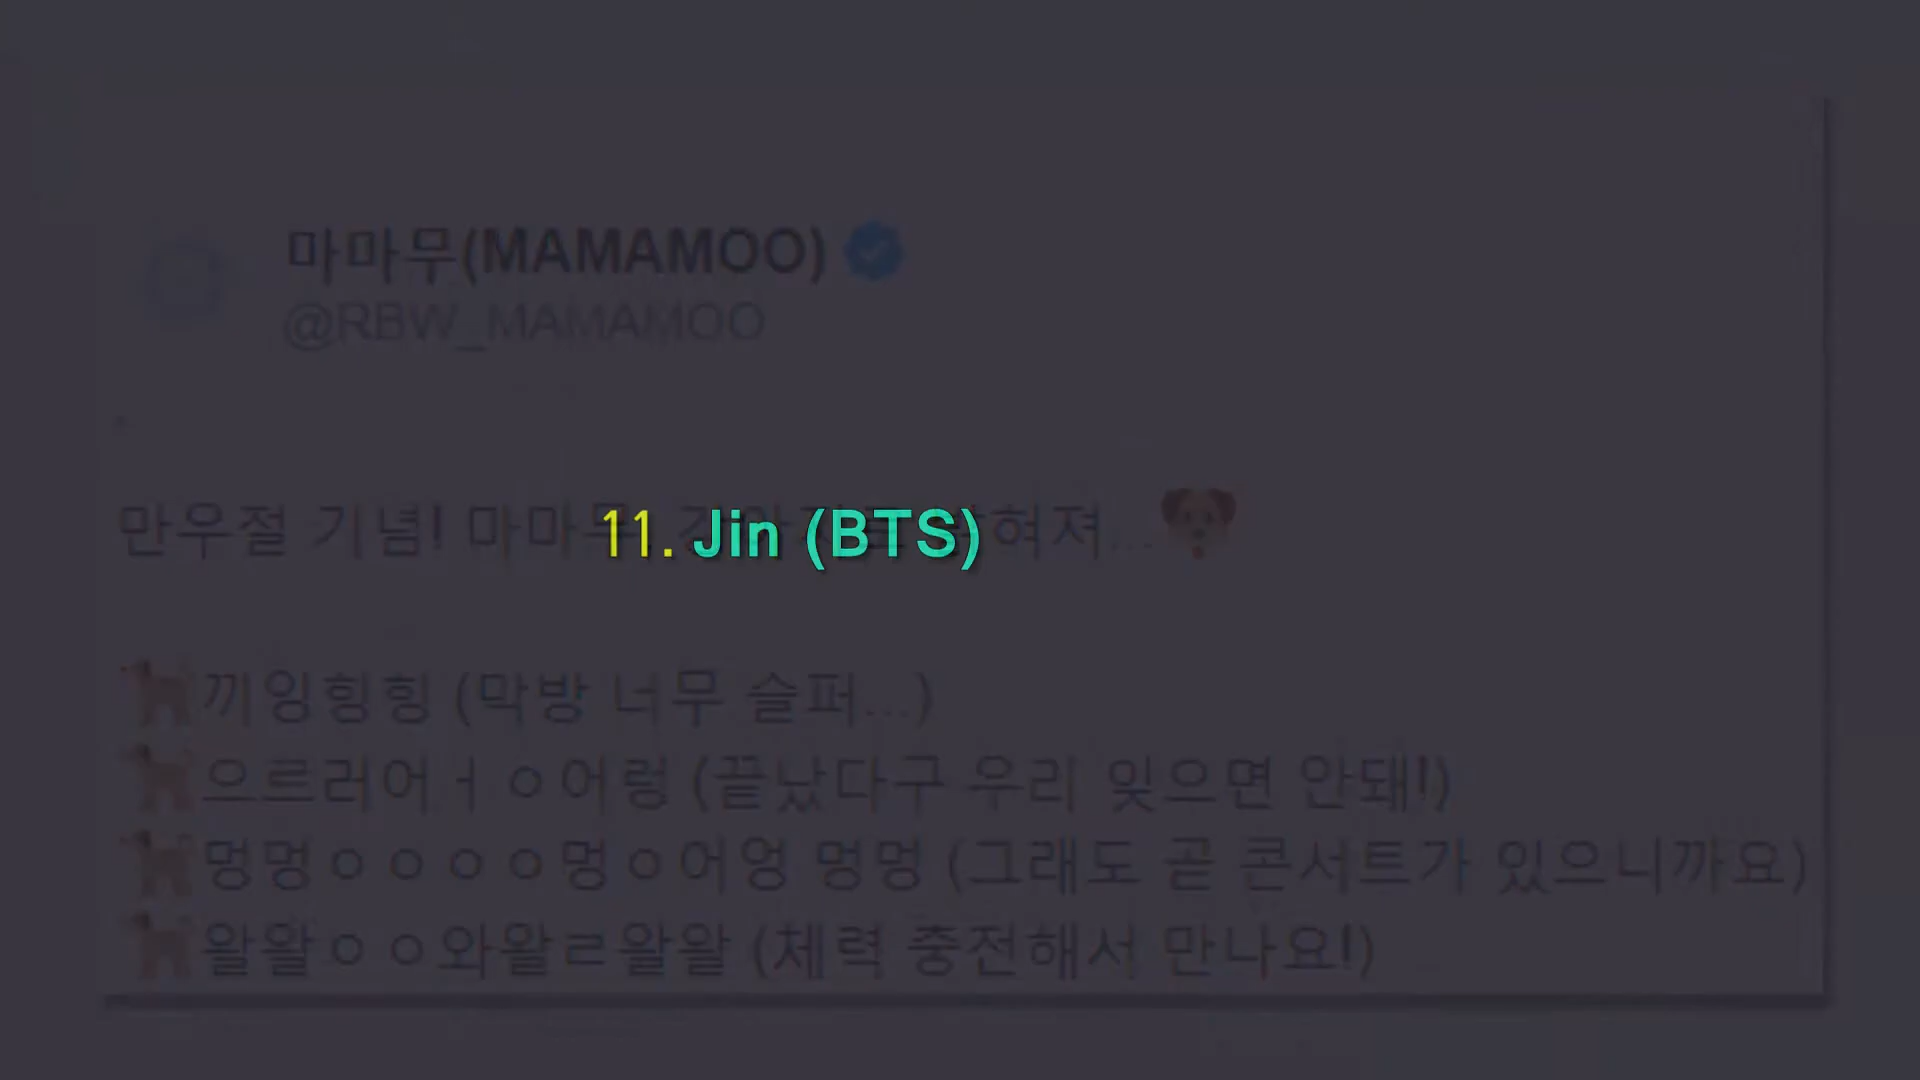 마마무(MAMAMOO)
@RBW_MAMAMOO
만우절 기념! 마마무 혀져...
11. Jin (BTS)
끼잉힝힝 (막방 너무 슬퍼...)
으르러어ㅓㅇ어렁 (끝났다구 우리 잊으면 안돼!)
멍멍ㅇㅇㅇㅇ멍ㅇ어엉 멍멍 (그래도 곧 콘서트가 있으니까요)
왈왈ㅇㅇ와왈ㄹ왈왈 (체력 충전해서 만나요!)